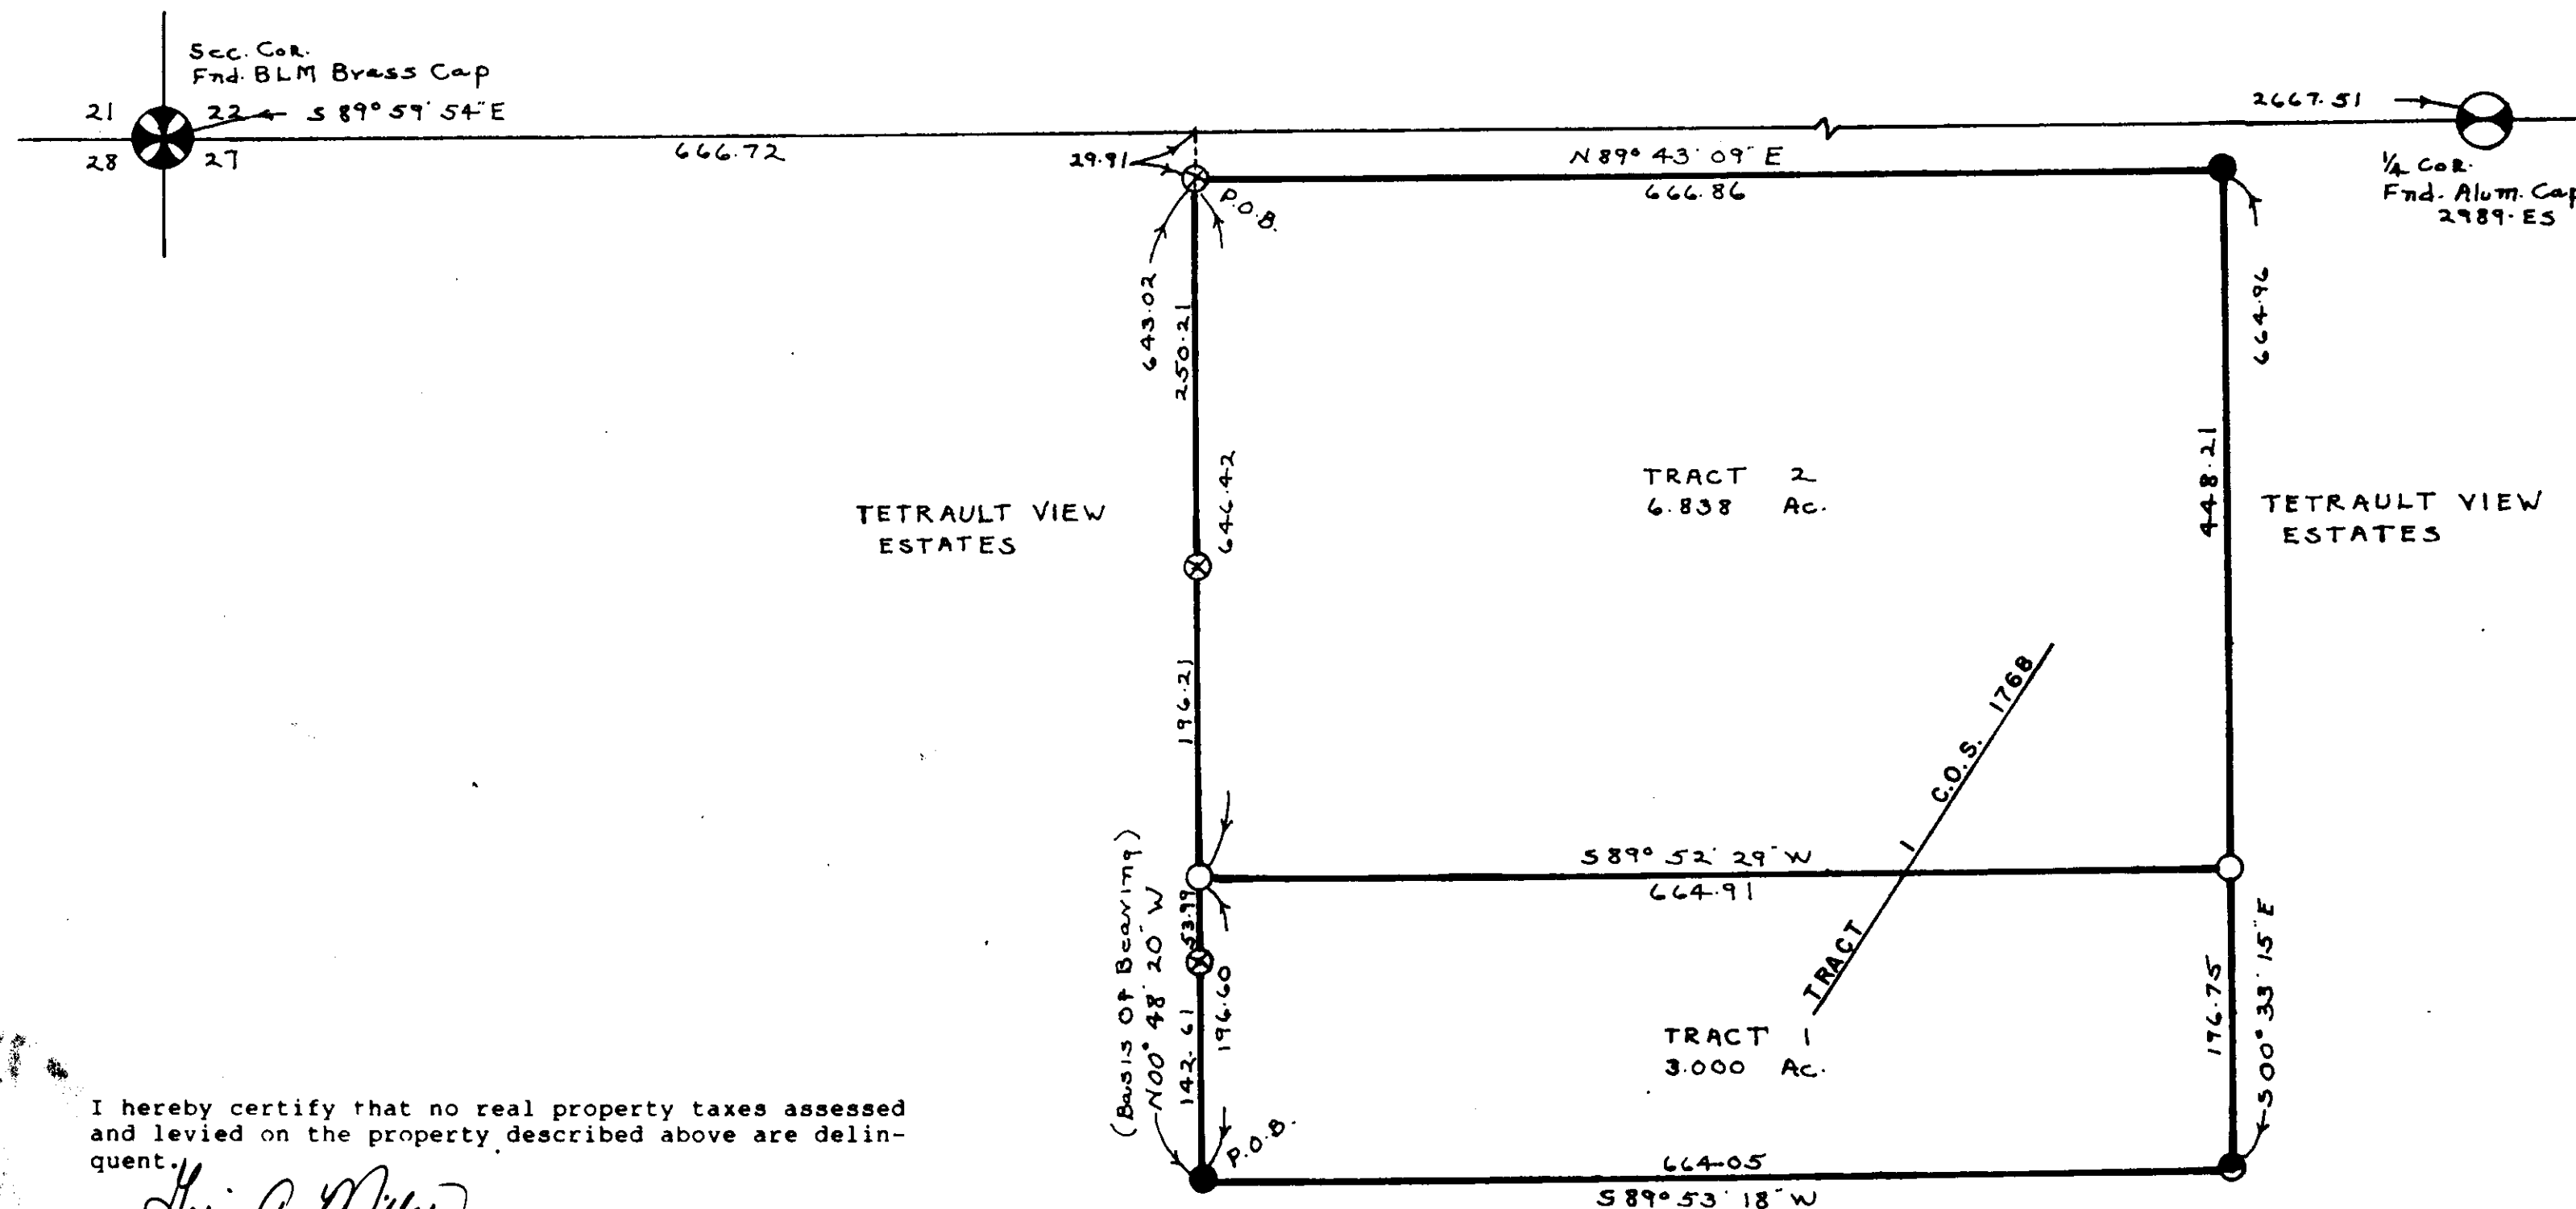 Sec. Cor.
Fnd. BLM Brass Cap
21 22 S 89° 59' 54" E
28 27
666.72
2667.51
29.91
N 89° 43' 09" E
666.86
P.O.B.
1/4 Cor.
Fnd. Alum. Cap
2989-ES
643.02
250.21
646.42
196.21
664.96
448.21
TETRAULT VIEW
ESTATES
TRACT 2
6.838 Ac.
TETRAULT VIEW
ESTATES
TRACT 1 C.O.S. 1768
S 89° 52' 29" W
664.91
(Basis Of Bearing)
N00° 48' 20" W
53.99
142.61
196.60
196.75
S 00° 33' 15" E
TRACT 1
3.000 Ac.
P.O.B.
664.05
S 89° 53' 18" W
I hereby certify that no real property taxes assessed
and levied on the property described above are delin-
quent.